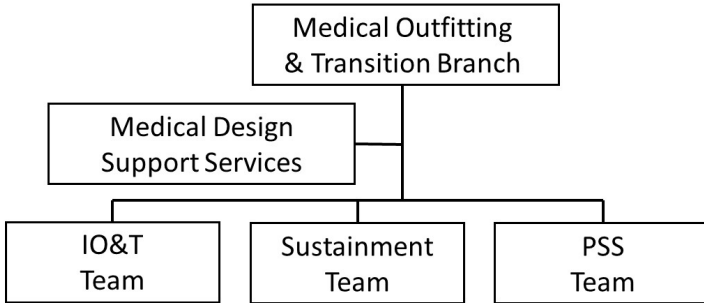 Medical Outfitting
& Transition Branch
Medical Design
Support Services
IO&T
Team
Sustainment
Team
PSS
Team